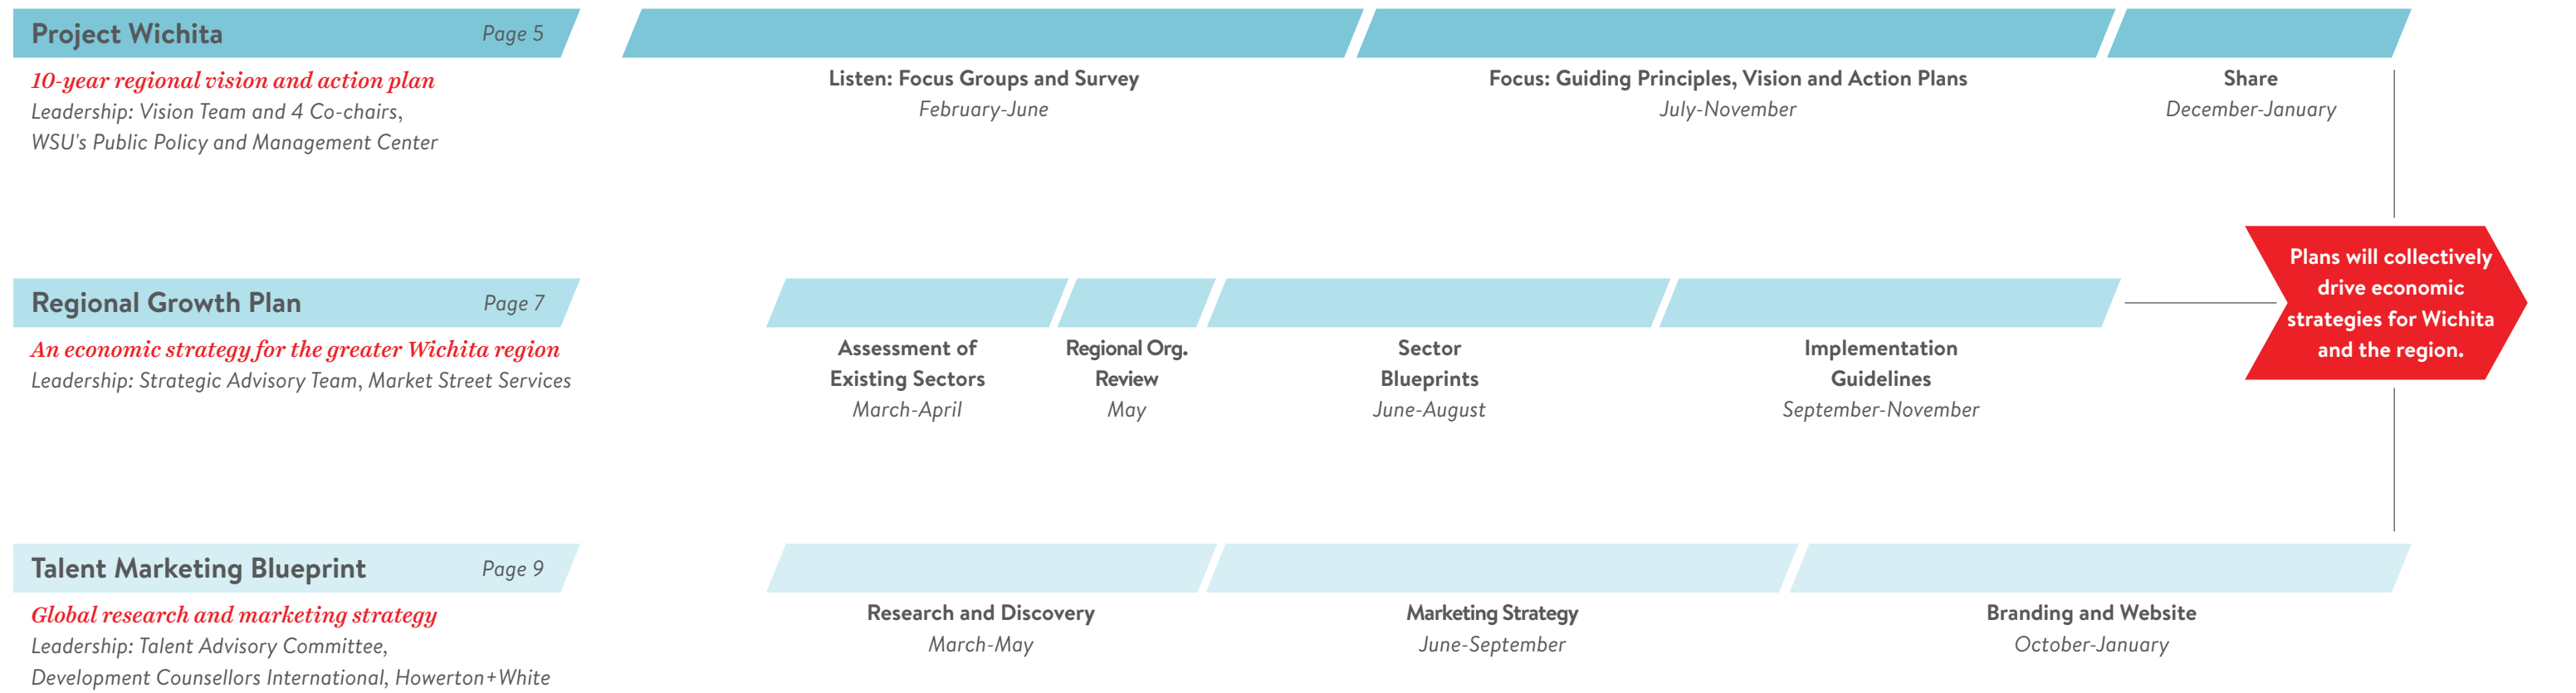 Project Wichita Page 5
10-year regional vision and action plan
Leadership: Vision Team and 4 Co-chairs,
WSU's Public Policy and Management Center
Listen: Focus Groups and Survey
February-June
Focus: Guiding Principles, Vision and Action Plans
July-November
Share
December-January
Regional Growth Plan Page 7
An economic strategy for the greater Wichita region
Leadership: Strategic Advisory Team, Market Street Services
Assessment of
Existing Sectors
March-April
Regional Org.
Review
May
Sector
Blueprints
June-August
Implementation
Guidelines
September-November
Plans will collectively
drive economic
strategies for Wichita
and the region.
Talent Marketing Blueprint Page 9
Global research and marketing strategy
Leadership: Talent Advisory Committee,
Development Counsellors International, Howerton+White
Research and Discovery
March-May
Marketing Strategy
June-September
Branding and Website
October-January